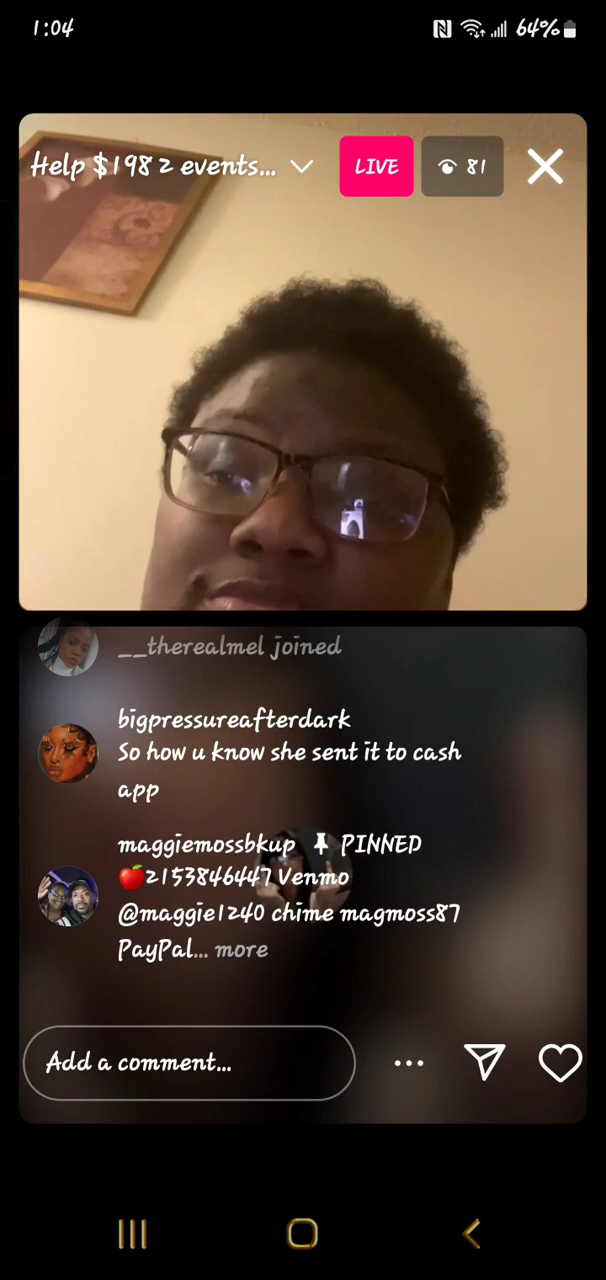 1:04
64%
Help $198 2 events...
LIVE
81
__therealmel joined
bigpressureafterdark
So how u know she sent it to cash
app
maggiemossbkup PINNED
🍎2153846447 Venmo
@maggie1240 chime magmoss87
PayPal... more
Add a comment...